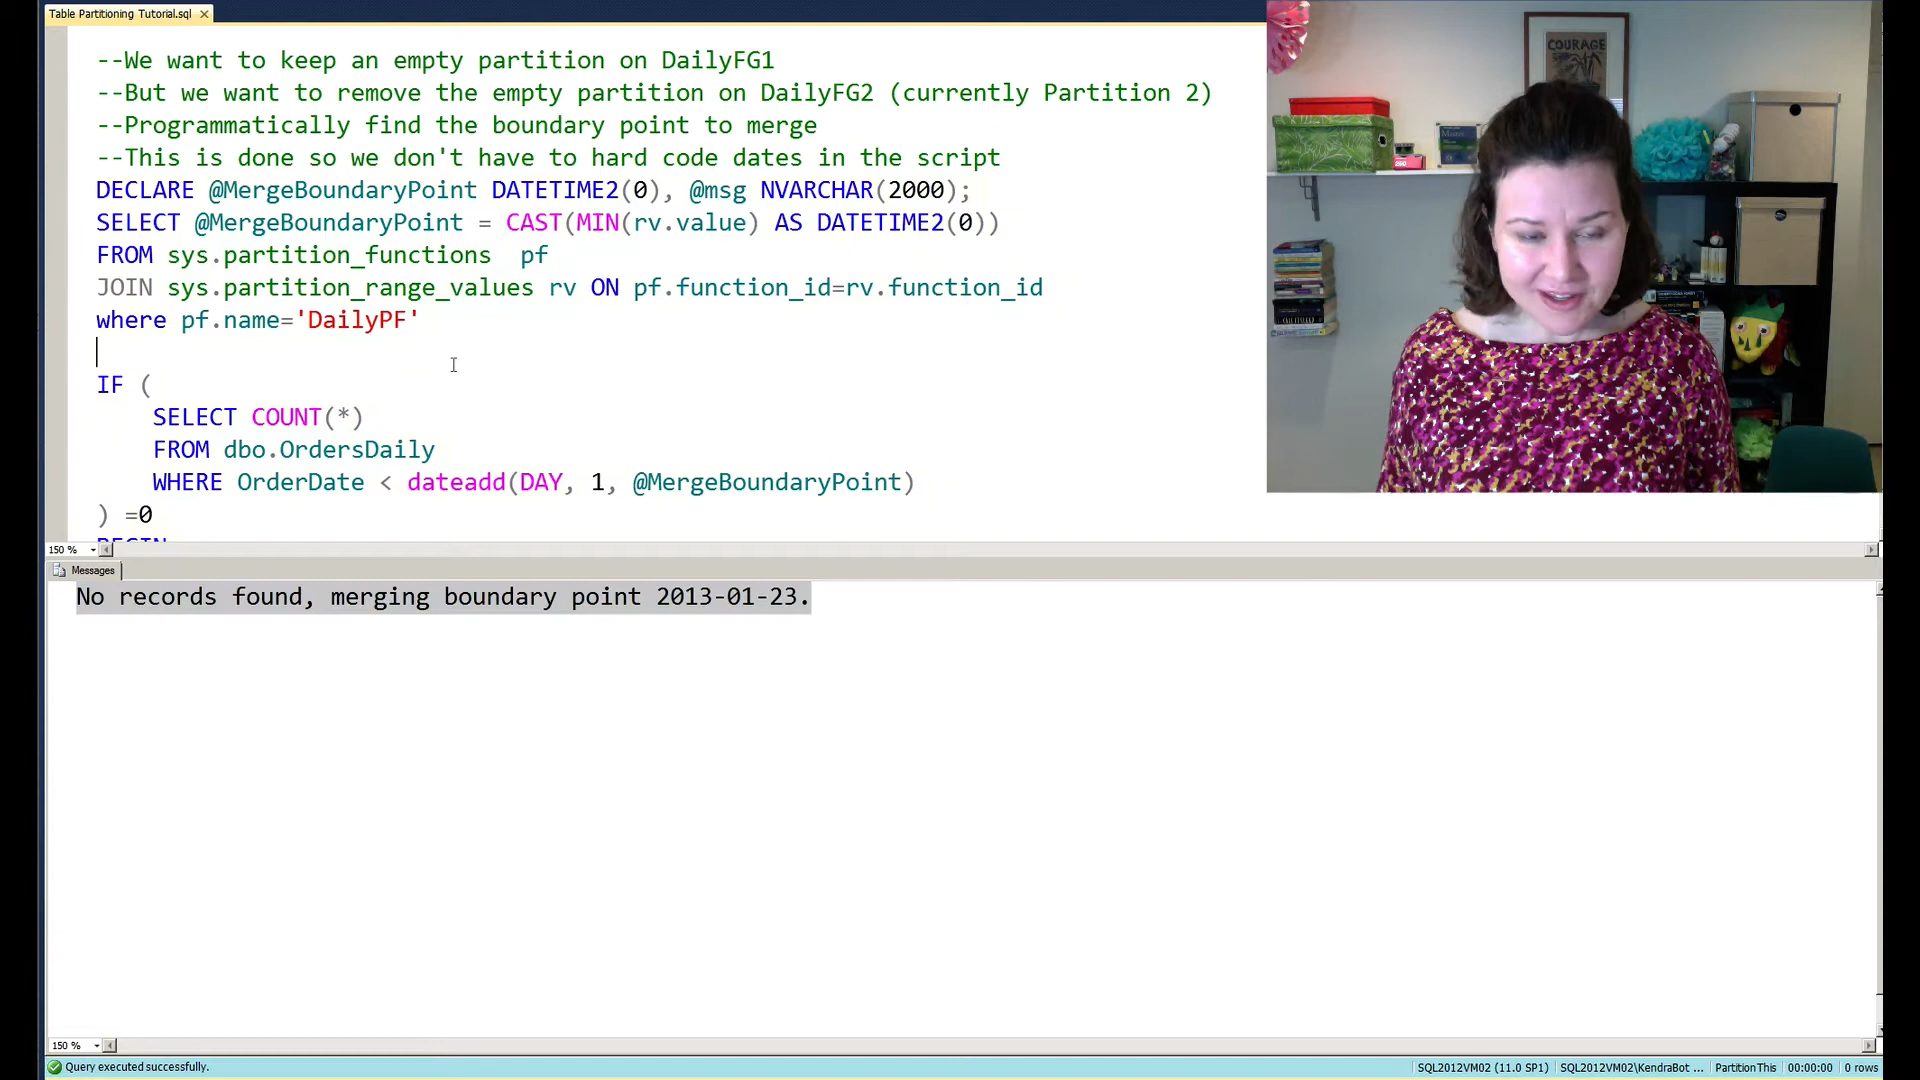 Table Partitioning Tutorial.sql
--We want to keep an empty partition on DailyFG1
--But we want to remove the empty partition on DailyFG2 (currently Partition 2)
--Programmatically find the boundary point to merge
--This is done so we don't have to hard code dates in the script
DECLARE @MergeBoundaryPoint DATETIME2(0), @msg NVARCHAR(2000);
SELECT @MergeBoundaryPoint = CAST(MIN(rv.value) AS DATETIME2(0))
FROM sys.partition_functions  pf
JOIN sys.partition_range_values rv ON pf.function_id=rv.function_id
where pf.name='DailyPF'
IF (
SELECT COUNT(*)
FROM dbo.OrdersDaily
WHERE OrderDate < dateadd(DAY, 1, @MergeBoundaryPoint)
) =0
BEGIN
150 %
Messages
No records found, merging boundary point 2013-01-23.
150 %
Query executed successfully.
SQL2012VM02 (11.0 SP1)
SQL2012VM02\KendraBot ...
PartitionThis
00:00:00
0 rows
COURAGE